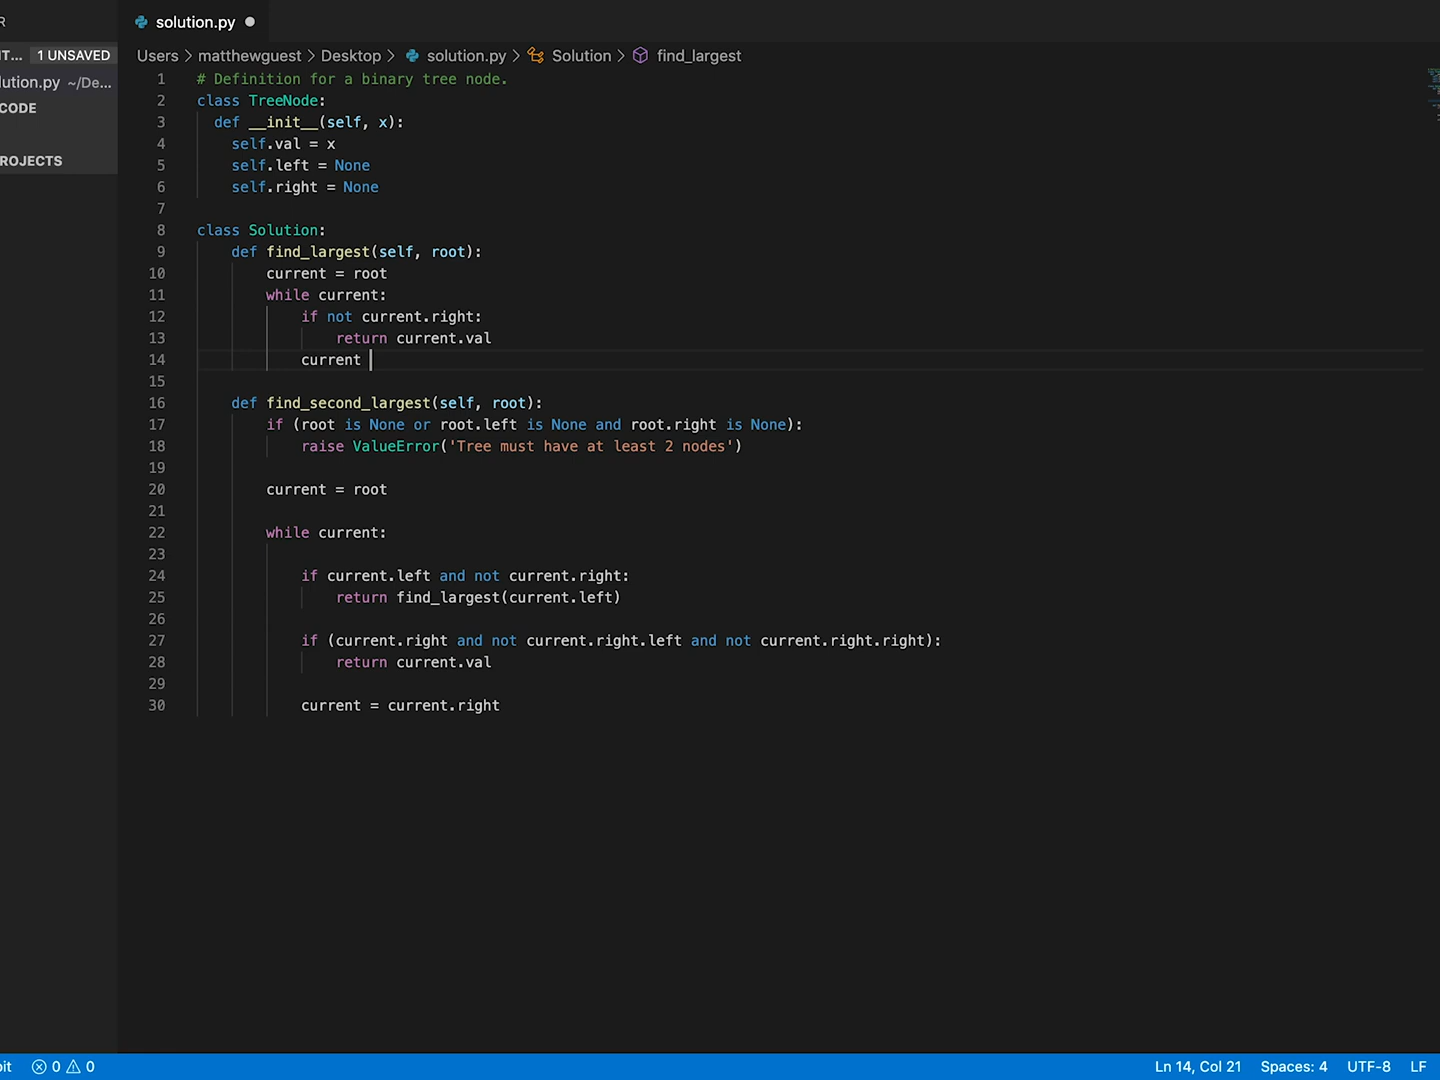 R
solution.py
IT... 1 UNSAVED
Users > matthewguest > Desktop > solution.py > Solution > find_largest
lution.py ~/De...
CODE
ROJECTS
1 # Definition for a binary tree node.
2 class TreeNode:
3 def __init__(self, x):
4 self.val = x
5 self.left = None
6 self.right = None
7
8 class Solution:
9 def find_largest(self, root):
10 current = root
11 while current:
12 if not current.right:
13 return current.val
14 current
15
16 def find_second_largest(self, root):
17 if (root is None or root.left is None and root.right is None):
18 raise ValueError('Tree must have at least 2 nodes')
19
20 current = root
21
22 while current:
23
24 if current.left and not current.right:
25 return find_largest(current.left)
26
27 if (current.right and not current.right.left and not current.right.right):
28 return current.val
29
30 current = current.right
bit 0 0 Ln 14, Col 21 Spaces: 4 UTF-8 LF